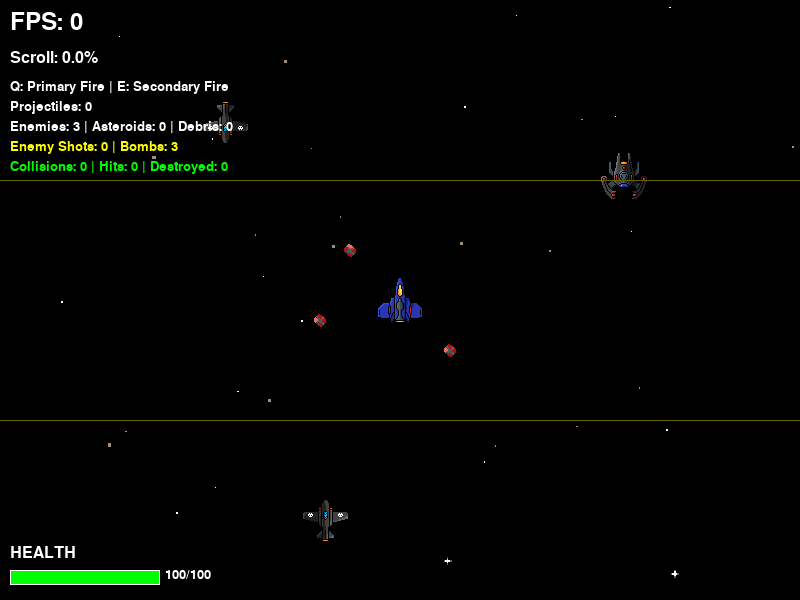 FPS: 0
Scroll: 0.0%
Q: Primary Fire | E: Secondary Fire
Projectiles: 0
Enemies: 3 | Asteroids: 0 | Debris: 0
Enemy Shots: 0 | Bombs: 3
Collisions: 0 | Hits: 0 | Destroyed: 0
HEALTH
100/100